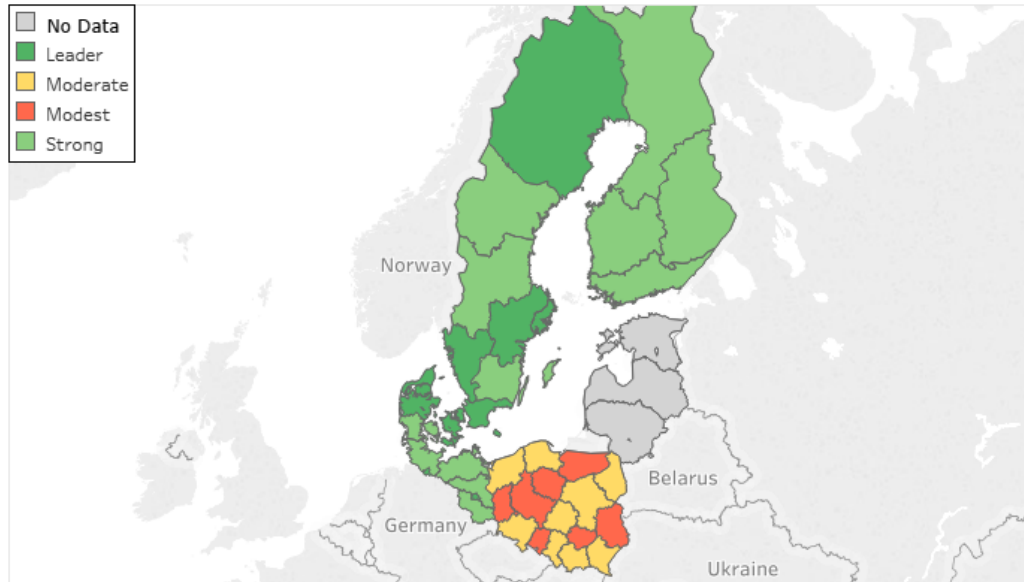 No Data
Leader
Moderate
Modest
Strong
Norway
Belarus
Germany
Ukraine